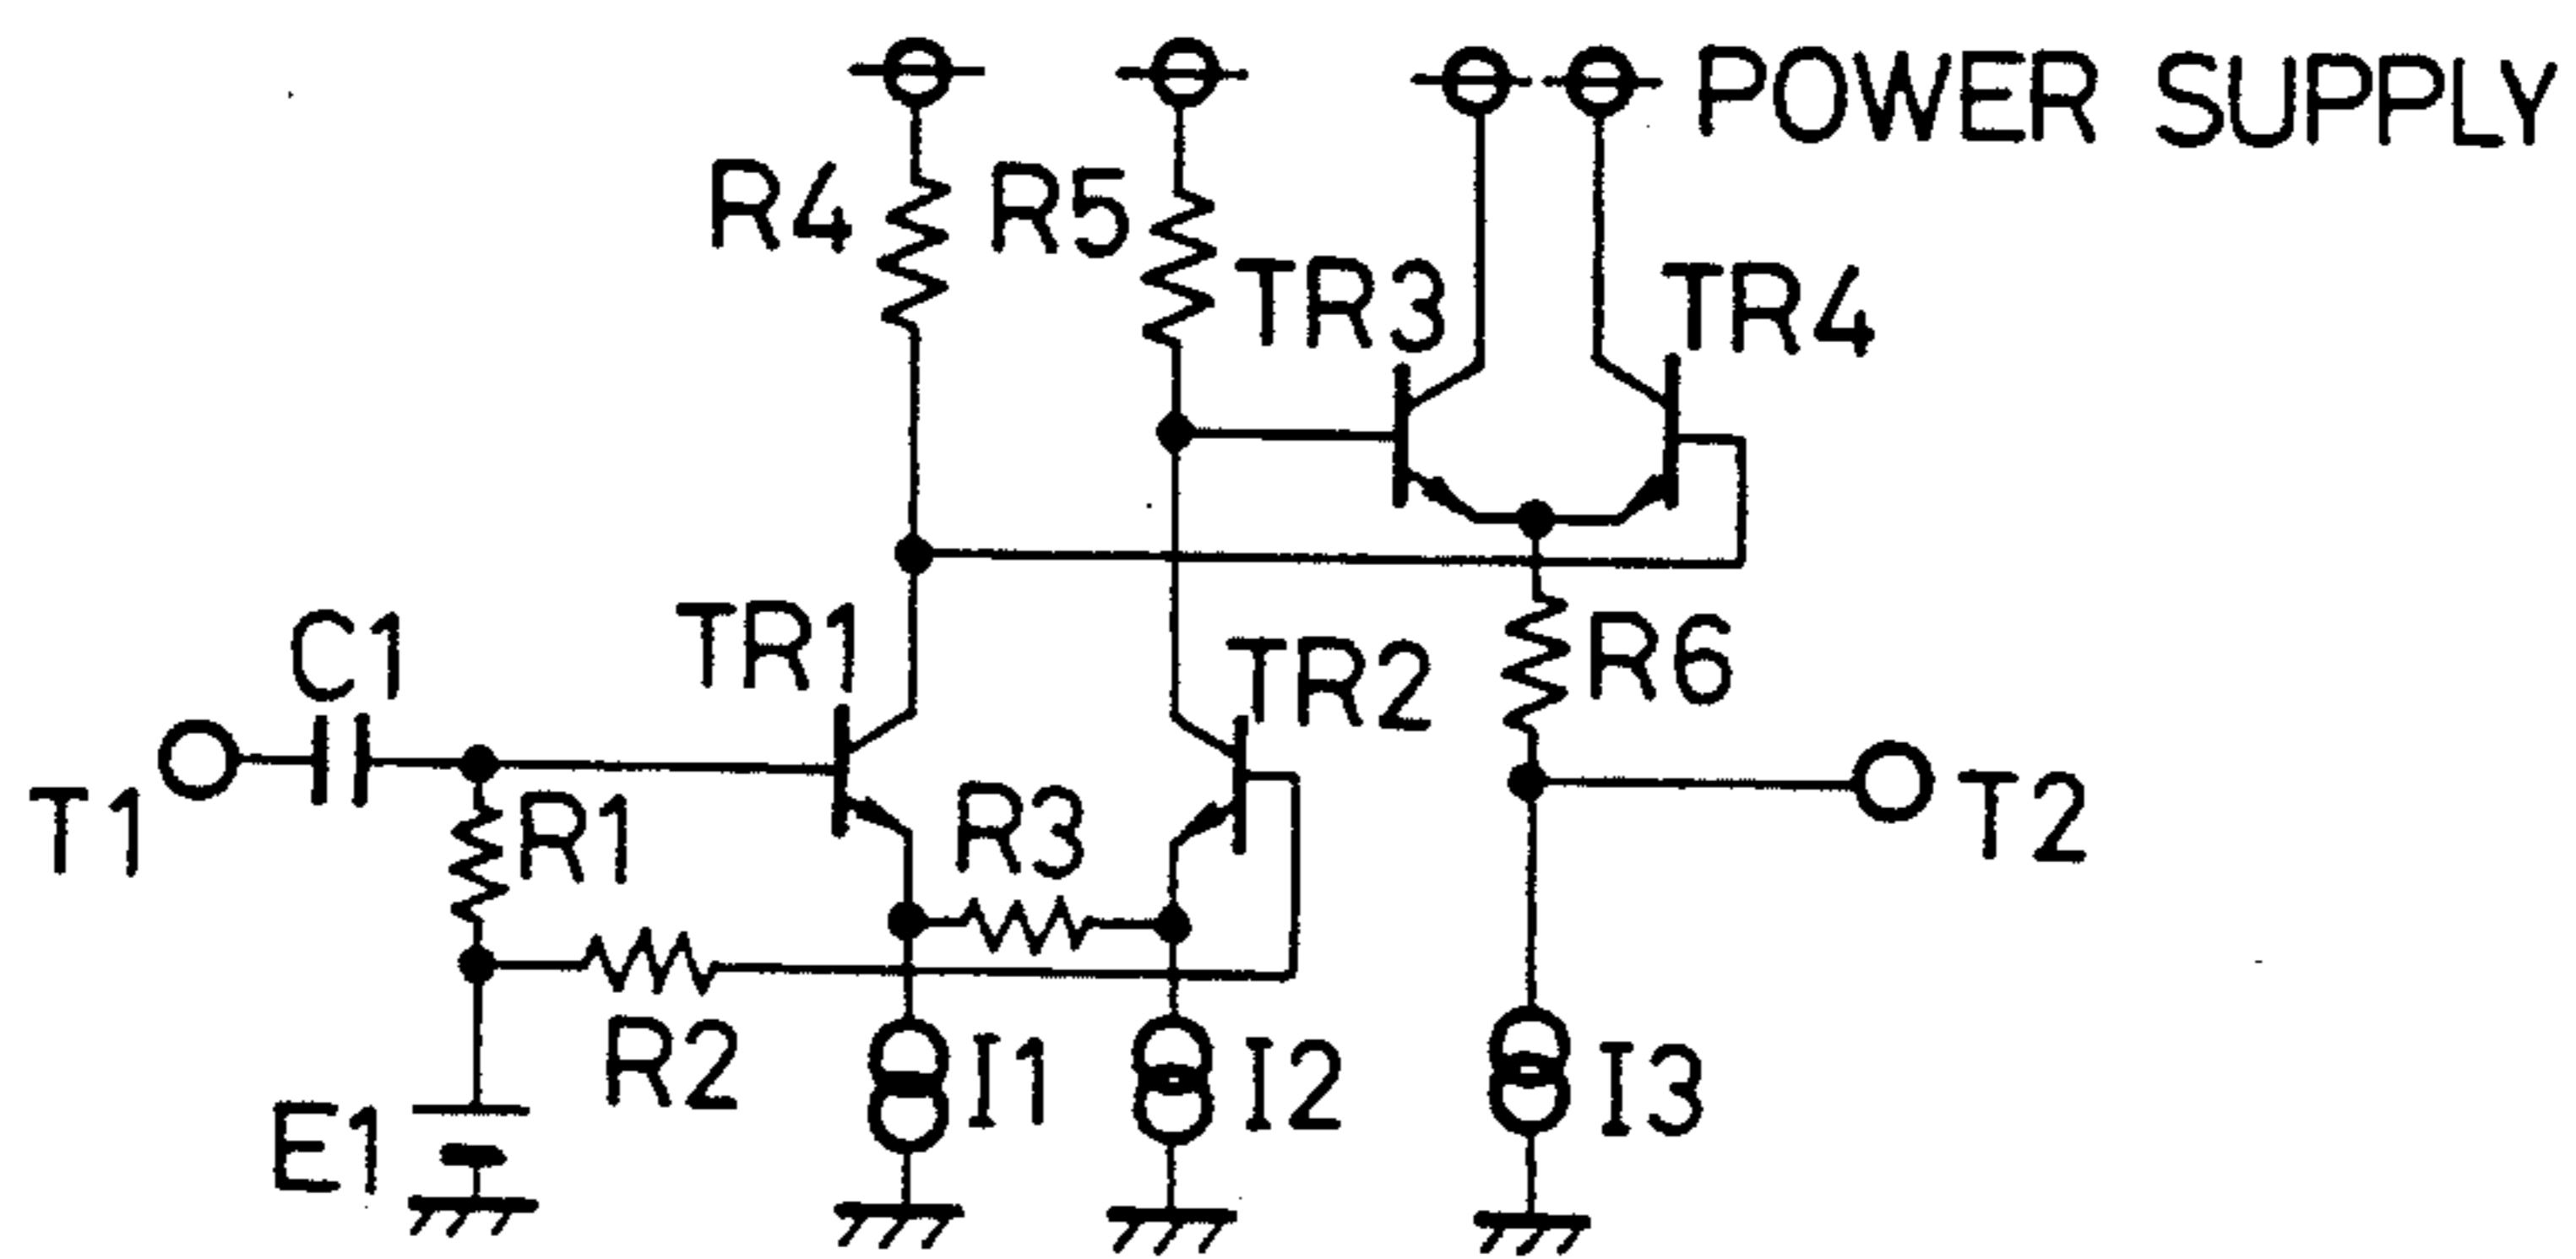 POWER SUPPLY
R4
R5
TR3
TR4
C1
TR1
TR2
R6
T1
R1
R3
T2
R2
E1
I1
I2
I3